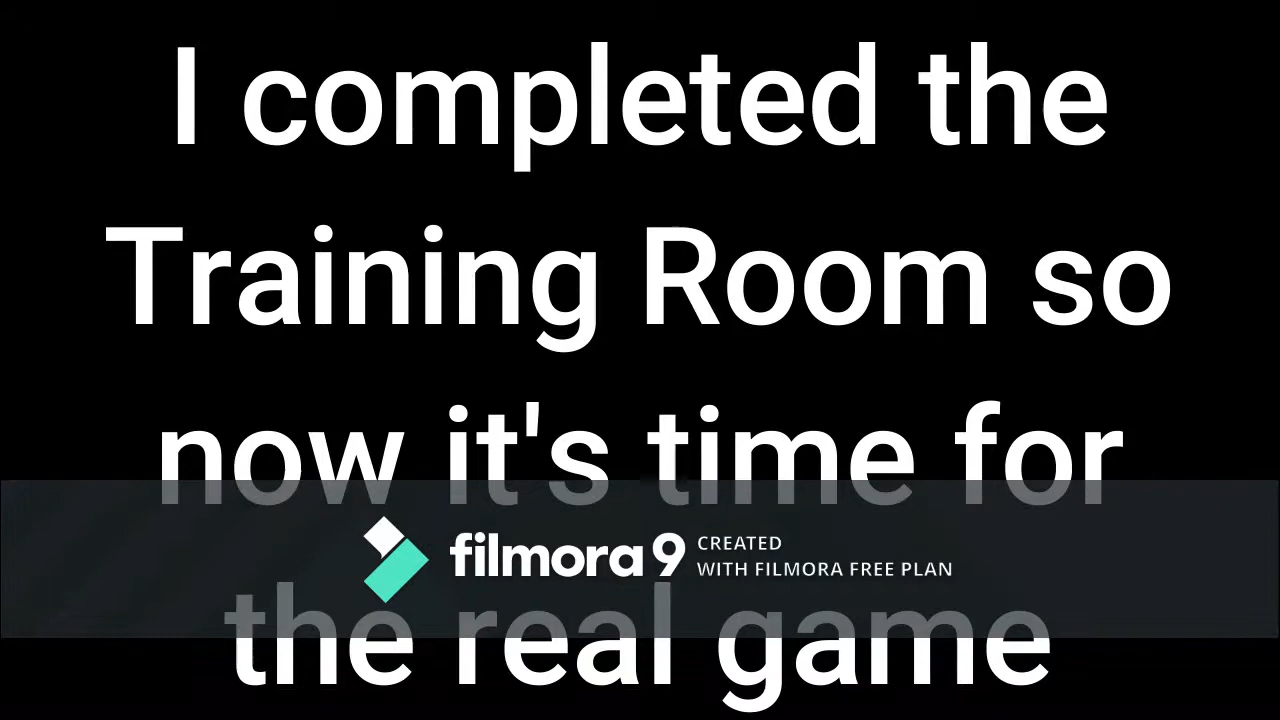 I completed the
Training Room so
now it's time for
filmora9 CREATED
WITH FILMORA FREE PLAN
the real game